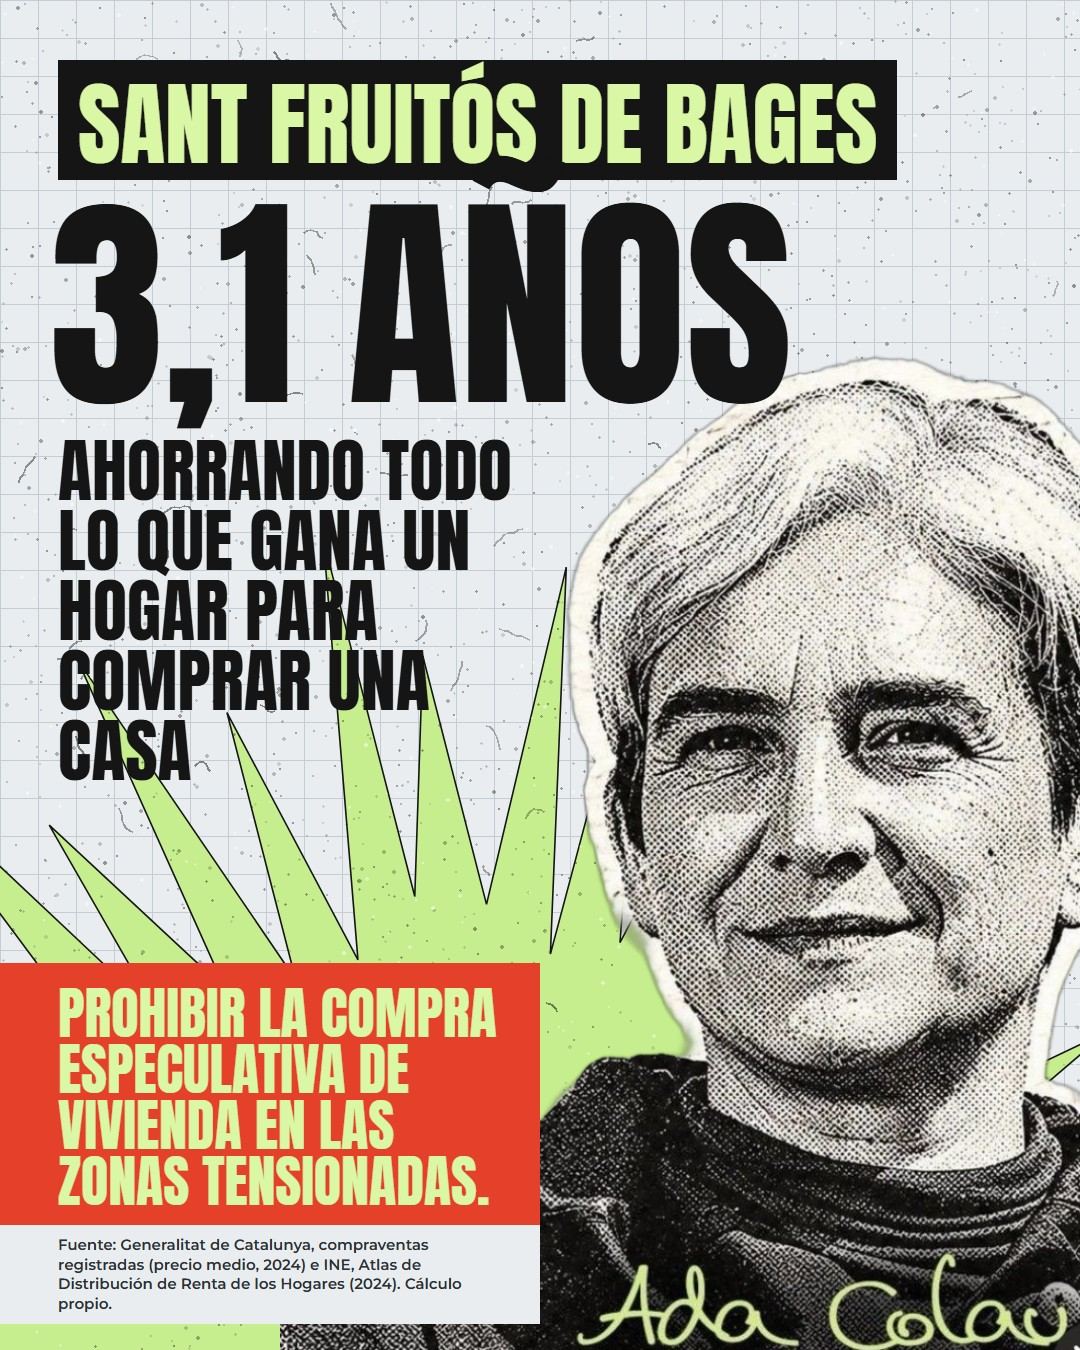 SANT FRUITÓS DE BAGES
3,1 AÑOS
AHORRANDO TODO
LO QUE GANA UN
HOGAR PARA
COMPRAR UNA
CASA
PROHIBIR LA COMPRA
ESPECULATIVA DE
VIVIENDA EN LAS
ZONAS TENSIONADAS.
Fuente: Generalitat de Catalunya, compraventas
registradas (precio medio, 2024) e INE, Atlas de
Distribución de Renta de los Hogares (2024). Cálculo
propio.
Ada Colau